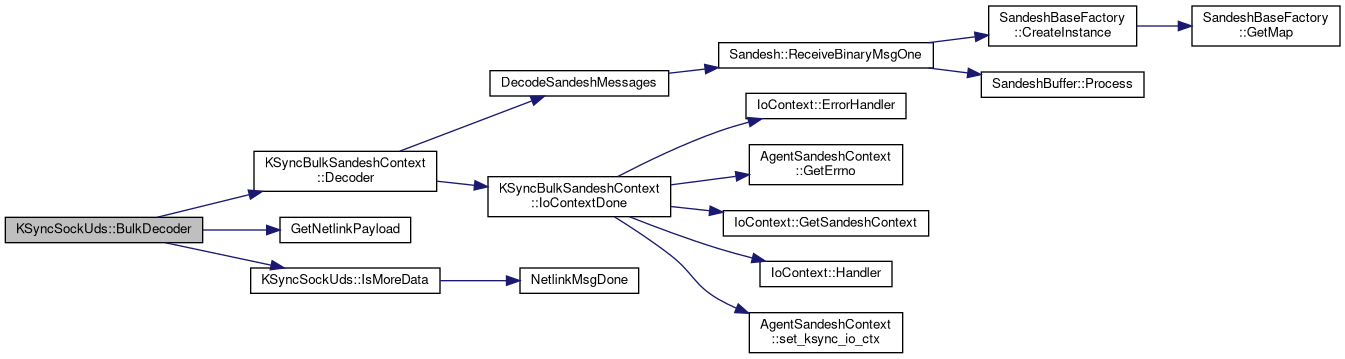 KSyncSockUds::BulkDecoder
KSyncBulkSandeshContext
::Decoder
GetNetlinkPayload
KSyncSockUds::IsMoreData
DecodeSandeshMessages
KSyncBulkSandeshContext
::IoContextDone
NetlinkMsgDone
Sandesh::ReceiveBinaryMsgOne
IoContext::ErrorHandler
AgentSandeshContext
::GetErrno
IoContext::GetSandeshContext
IoContext::Handler
AgentSandeshContext
::set_ksync_io_ctx
SandeshBaseFactory
::CreateInstance
SandeshBuffer::Process
SandeshBaseFactory
::GetMap